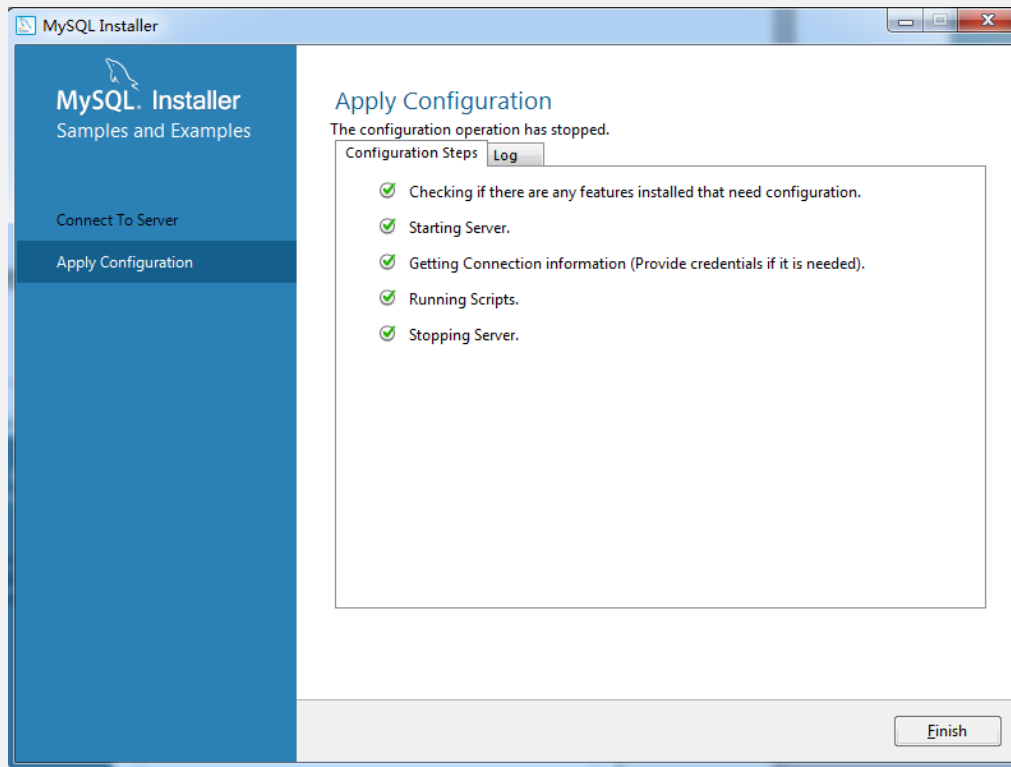 MySQL Installer
MySQL. Installer
Samples and Examples
Connect To Server
Apply Configuration
Apply Configuration
The configuration operation has stopped.
Configuration Steps Log
Checking if there are any features installed that need configuration.
Starting Server.
Getting Connection information (Provide credentials if it is needed).
Running Scripts.
Stopping Server.
Finish